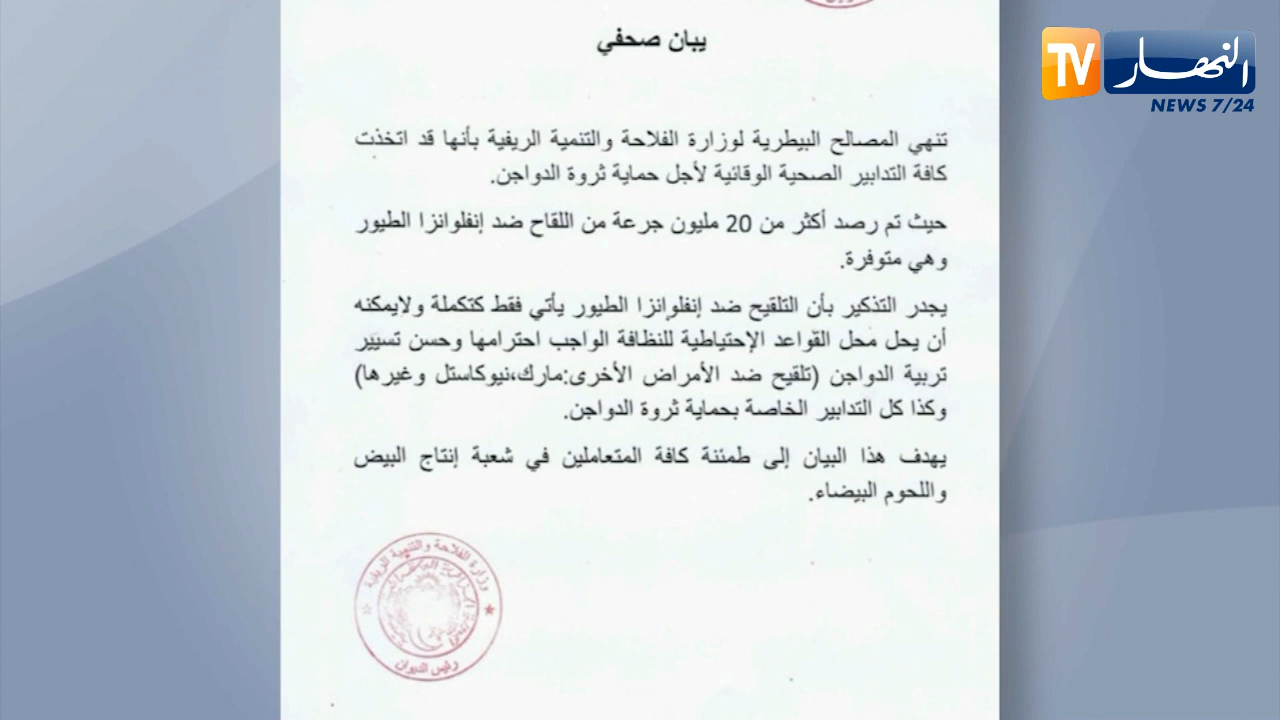 TV النهار
NEWS 7/24
يبان صحفي
تنهي المصالح البيطرية لوزارة الفلاحة والتنمية الريفية بأنها قد اتخذت
كافة التدابير الصحية الوقائية لأجل حماية ثروة الدواجن.
حيث تم رصد أكثر من 20 مليون جرعة من اللقاح ضد إنفلوانزا الطيور
وهي متوفرة.
يجدر التذكير بأن التلقيح ضد إنفلوانزا الطيور يأتي فقط كتكملة ولايمكنه
أن يحل محل القواعد الإحتياطية للنظافة الواجب احترامها وحسن تسيير
تربية الدواجن (تلقيح ضد الأمراض الأخرى:مارك،نيوكاستل وغيرها)
وكذا كل التدابير الخاصة بحماية ثروة الدواجن.
يهدف هذا البيان إلى طمئنة كافة المتعاملين في شعبة إنتاج البيض
واللحوم البيضاء.
وزارة الفلاحة والتنمية الريفية
رئيس الديوان